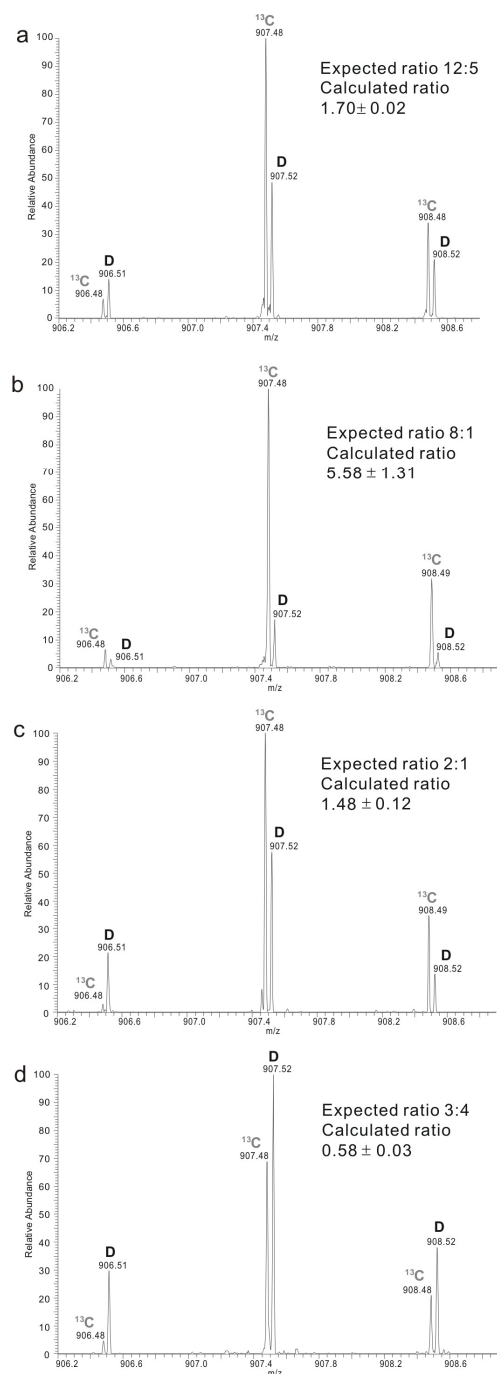 a
¹³C
907.48
Expected ratio 12:5
Calculated ratio
1.70± 0.02
D
907.52
¹³C
908.48
D
908.52
D
906.51
¹³C
906.48
Relative Abundance
100
90
80
70
60
50
40
30
20
10
0
906.2 906.6 907.0 907.4 907.8 908.2 908.6
m/z
b
¹³C
907.48
Expected ratio 8:1
Calculated ratio
5.58 ± 1.31
¹³C
908.49
D
907.52
D
908.52
¹³C
906.48
D
906.51
Relative Abundance
100
90
80
70
60
50
40
30
20
10
0
906.2 906.6 907.0 907.4 907.8 908.2 908.6
m/z
c
¹³C
907.48
Expected ratio 2:1
Calculated ratio
1.48 ± 0.12
D
907.52
¹³C
908.49
D
908.52
D
906.51
¹³C
906.48
Relative Abundance
100
90
80
70
60
50
40
30
20
10
0
906.2 906.6 907.0 907.4 907.8 908.2 908.6
m/z
d
D
907.52
Expected ratio 3:4
Calculated ratio
0.58 ± 0.03
¹³C
907.48
D
908.52
¹³C
908.48
D
906.51
¹³C
906.48
Relative Abundance
100
90
80
70
60
50
40
30
20
10
0
906.2 906.6 907.0 907.4 907.8 908.2 908.6
m/z